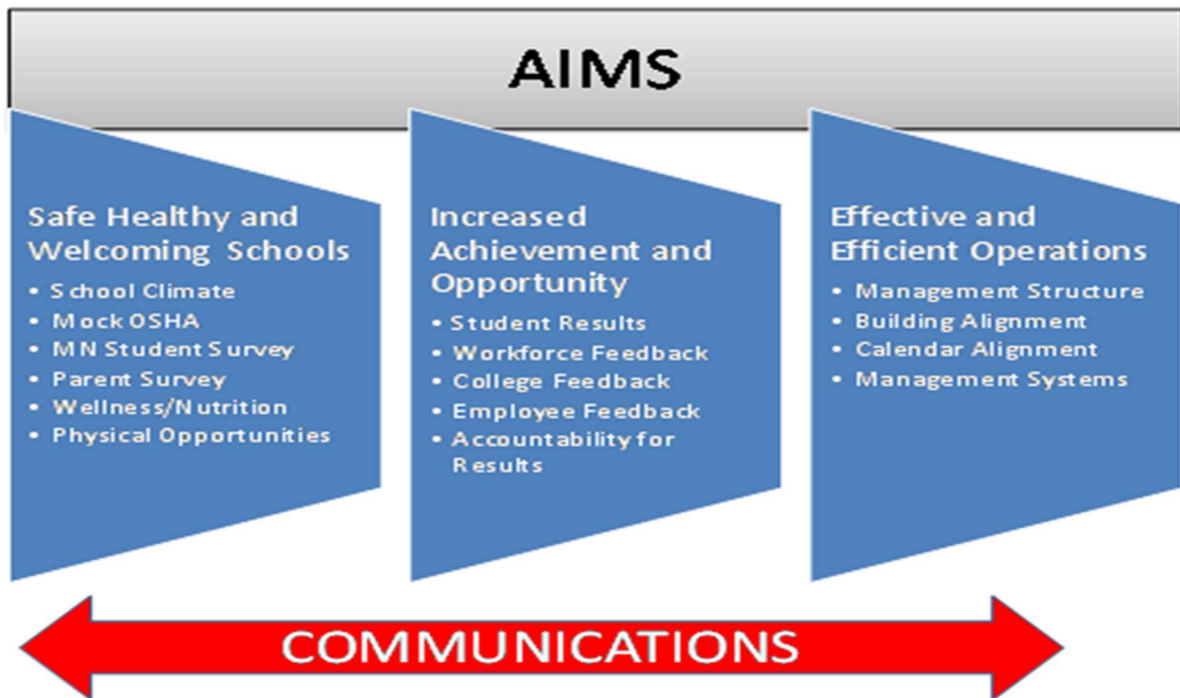 AIMS
Safe Healthy and
Welcoming Schools
• School Climate
• Mock OSHA
• MN Student Survey
• Parent Survey
• Wellness/Nutrition
• Physical Opportunities
Increased
Achievement and
Opportunity
• Student Results
• Workforce Feedback
• College Feedback
• Employee Feedback
• Accountability for
Results
Effective and
Efficient Operations
• Management Structure
• Building Alignment
• Calendar Alignment
• Management Systems
COMMUNICATIONS